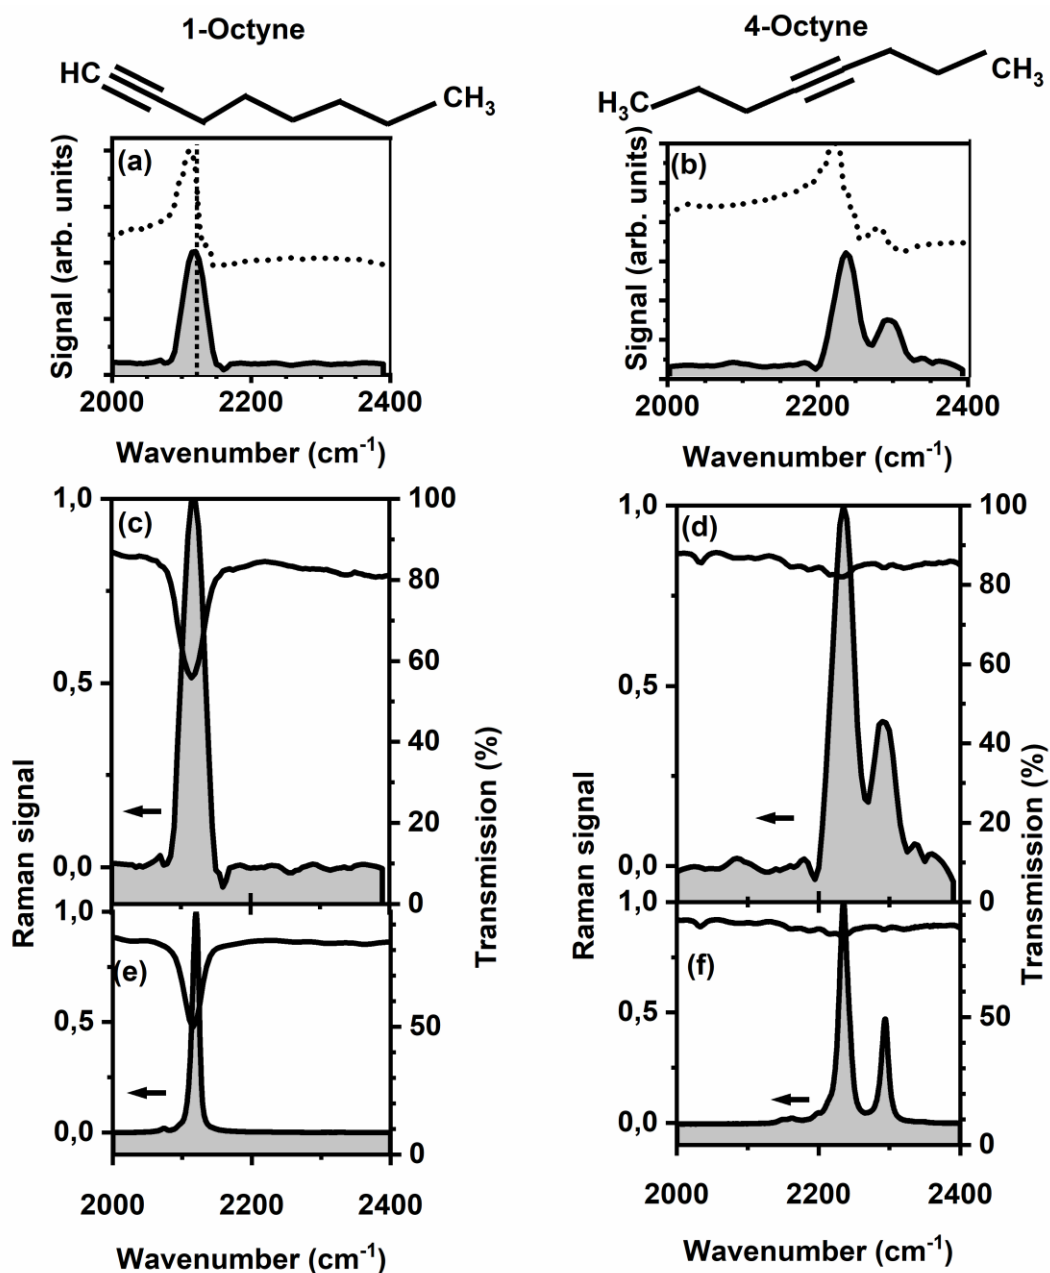 1-Octyne
4-Octyne
HC
CH3
H3C
CH3
(a)
Signal (arb. units)
2000 2200 2400
Wavenumber (cm-1)
(b)
Signal (arb. units)
2000 2200 2400
Wavenumber (cm-1)
(c)
1,0
0,5
0,0
100
80
60
40
20
0
(d)
1,0
0,5
0,0
100
80
60
40
20
0
Raman signal
Transmission (%)
Raman signal
Transmission (%)
(e)
1,0
0,5
0,0
50
0
2000 2200 2400
Wavenumber (cm-1)
(f)
1,0
0,5
0,0
50
0
2000 2200 2400
Wavenumber (cm-1)